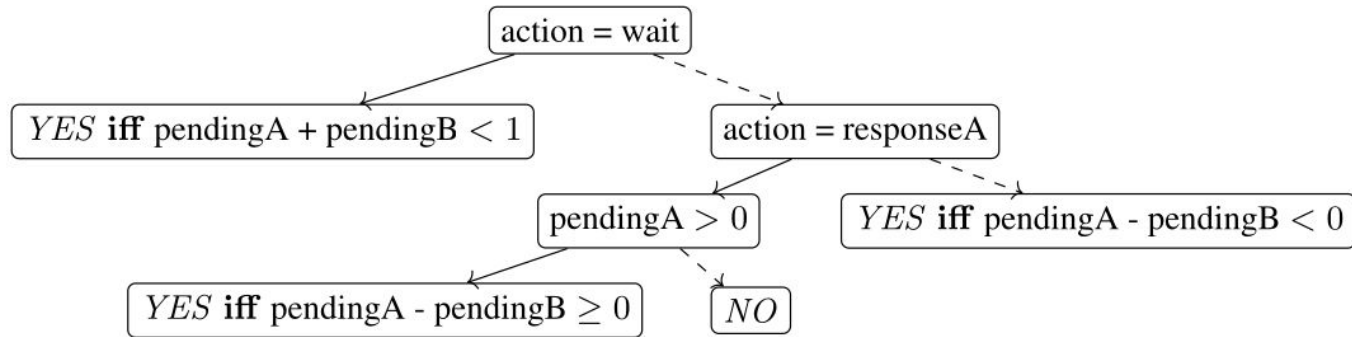 action = wait
YES iff pendingA + pendingB < 1
action = responseA
pendingA > 0
YES iff pendingA - pendingB < 0
YES iff pendingA - pendingB ≥ 0
NO